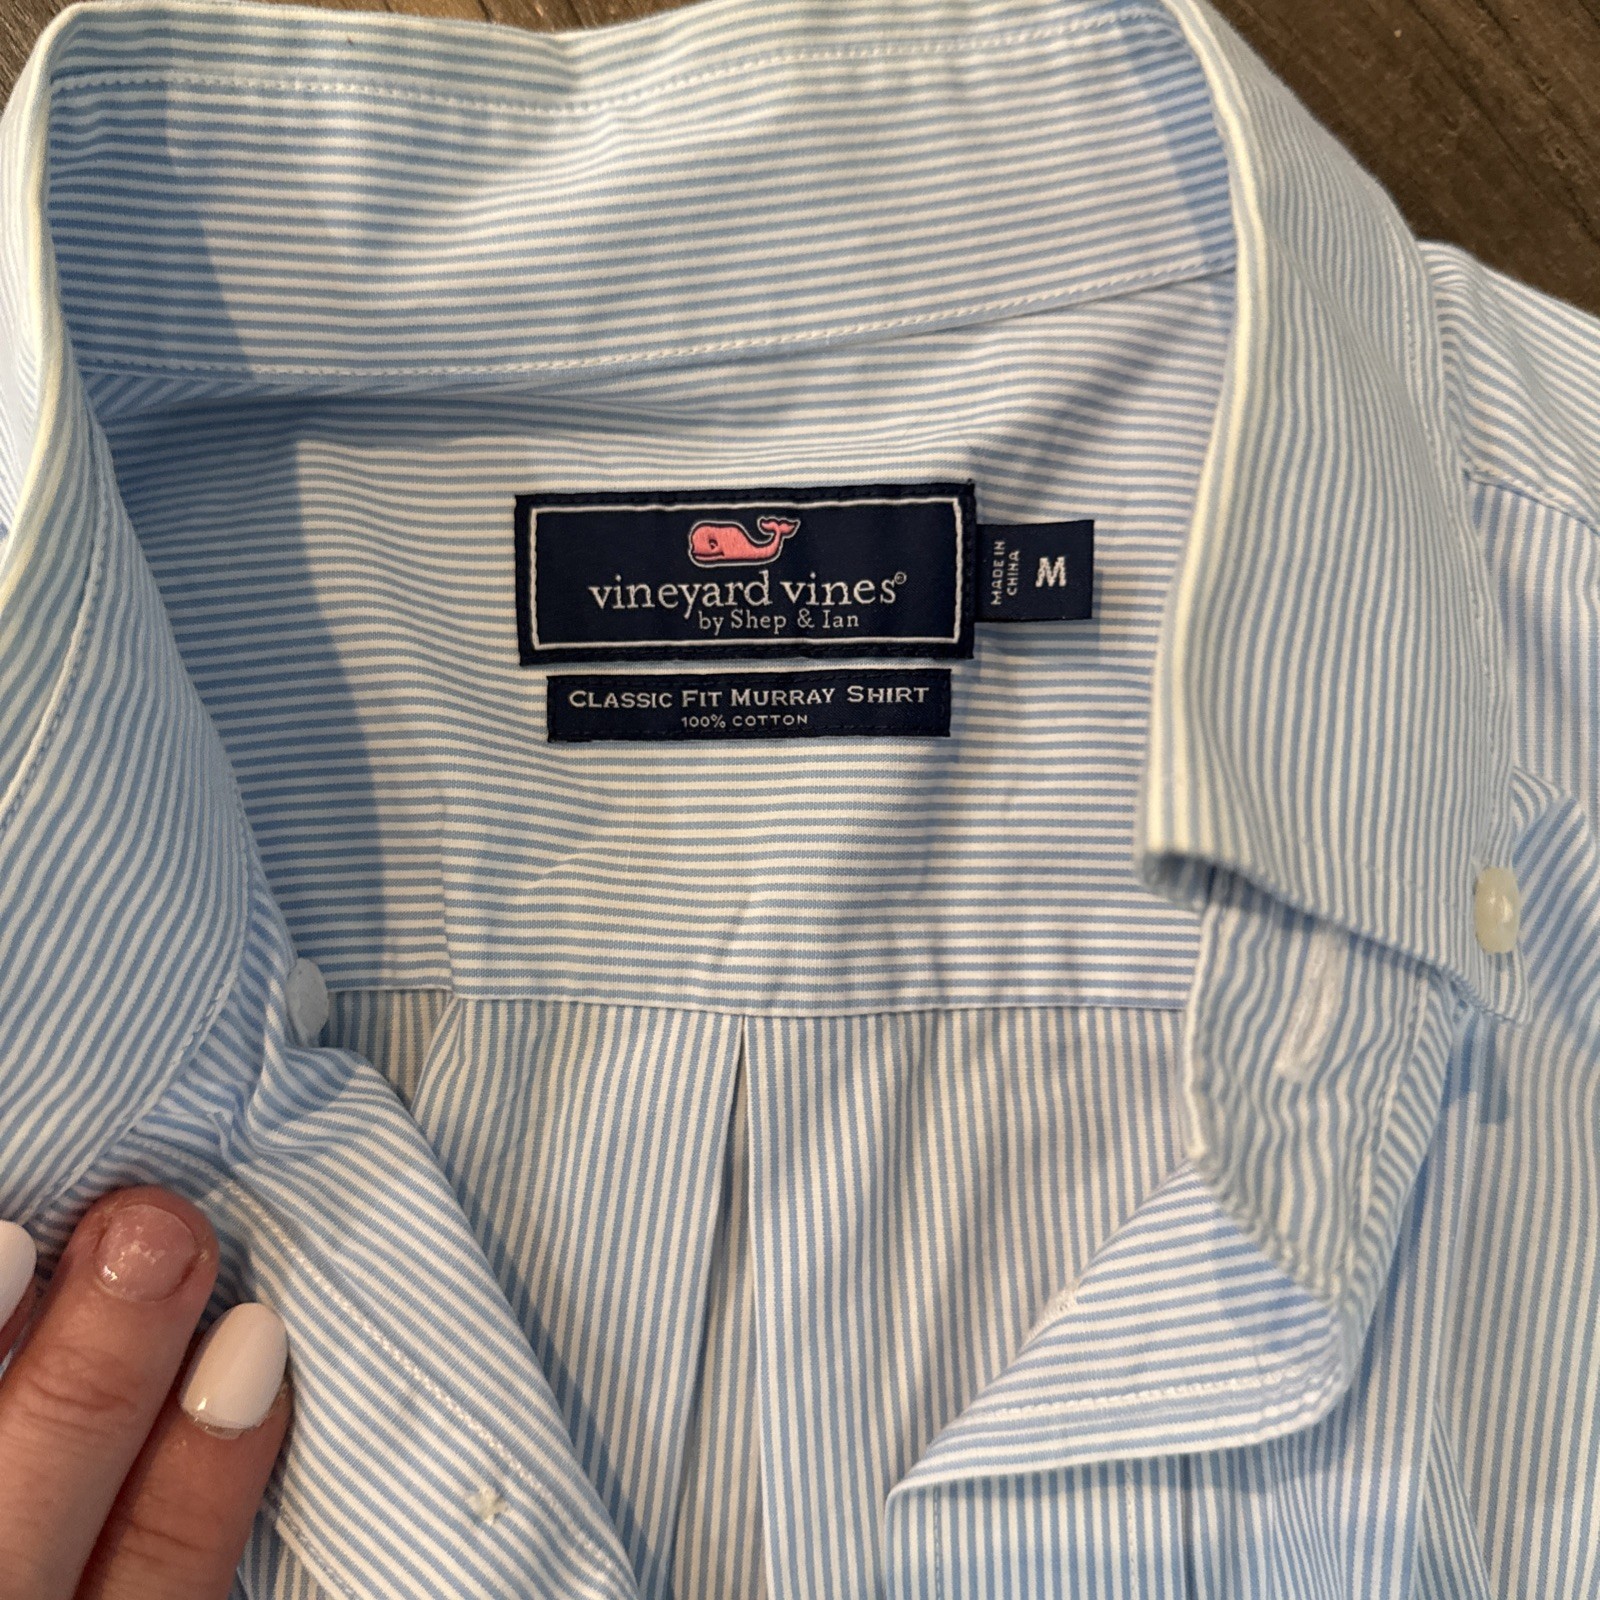 vineyard vines®
by Shep & Ian
MADE IN
CHINA
M
CLASSIC FIT MURRAY SHIRT
100% COTTON